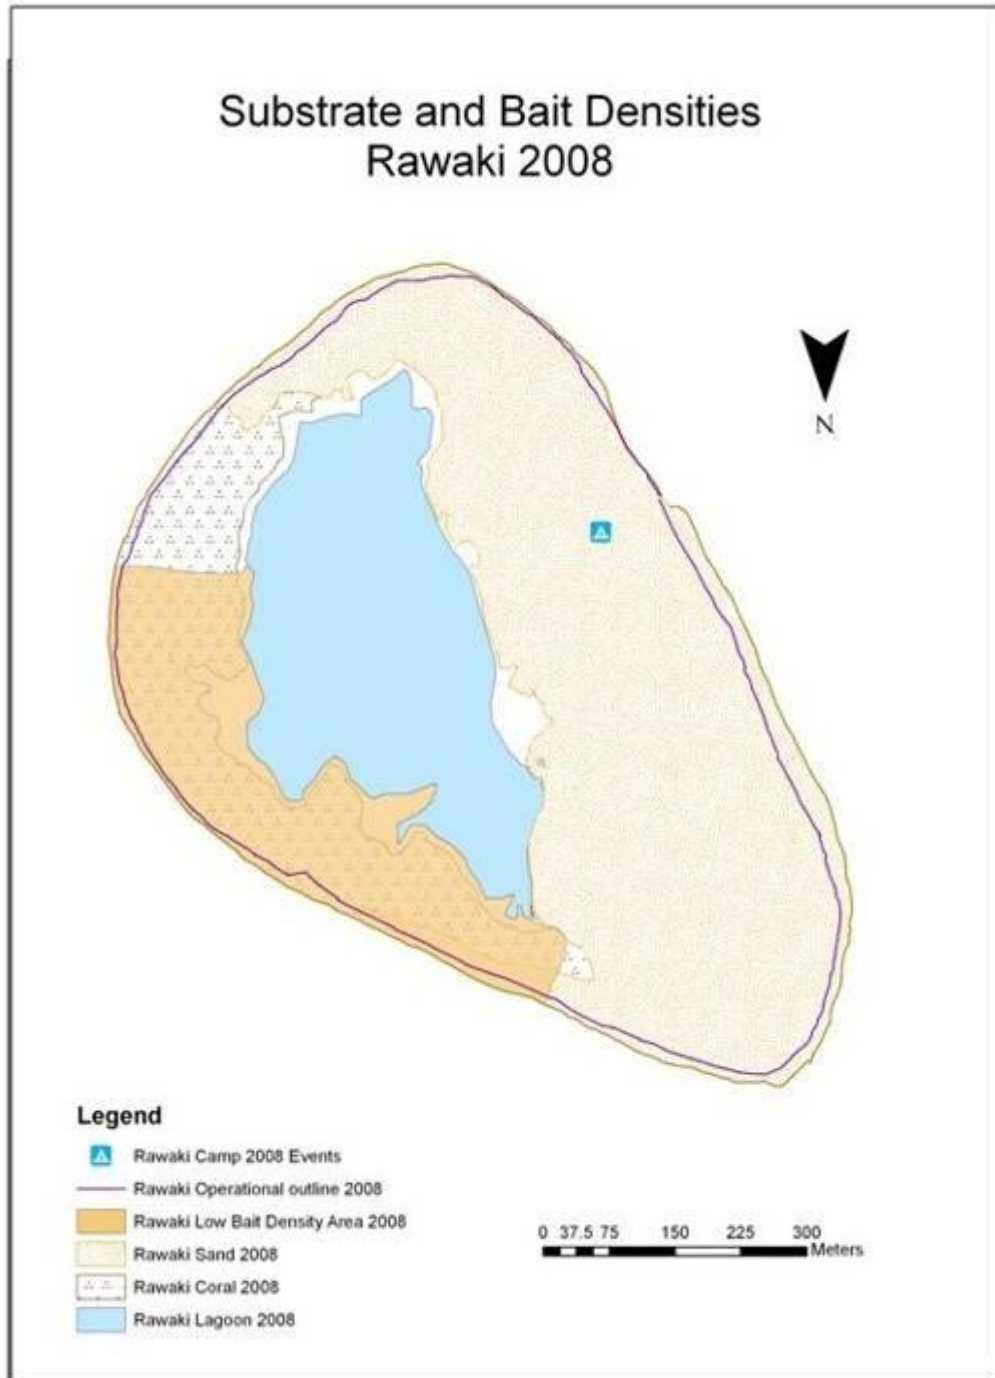 Substrate and Bait Densities
Rawaki 2008
N
Legend
Rawaki Camp 2008 Events
Rawaki Operational outline 2008
Rawaki Low Bait Density Area 2008
Rawaki Sand 2008
Rawaki Coral 2008
Rawaki Lagoon 2008
0 37.5 75 150 225 300
Meters